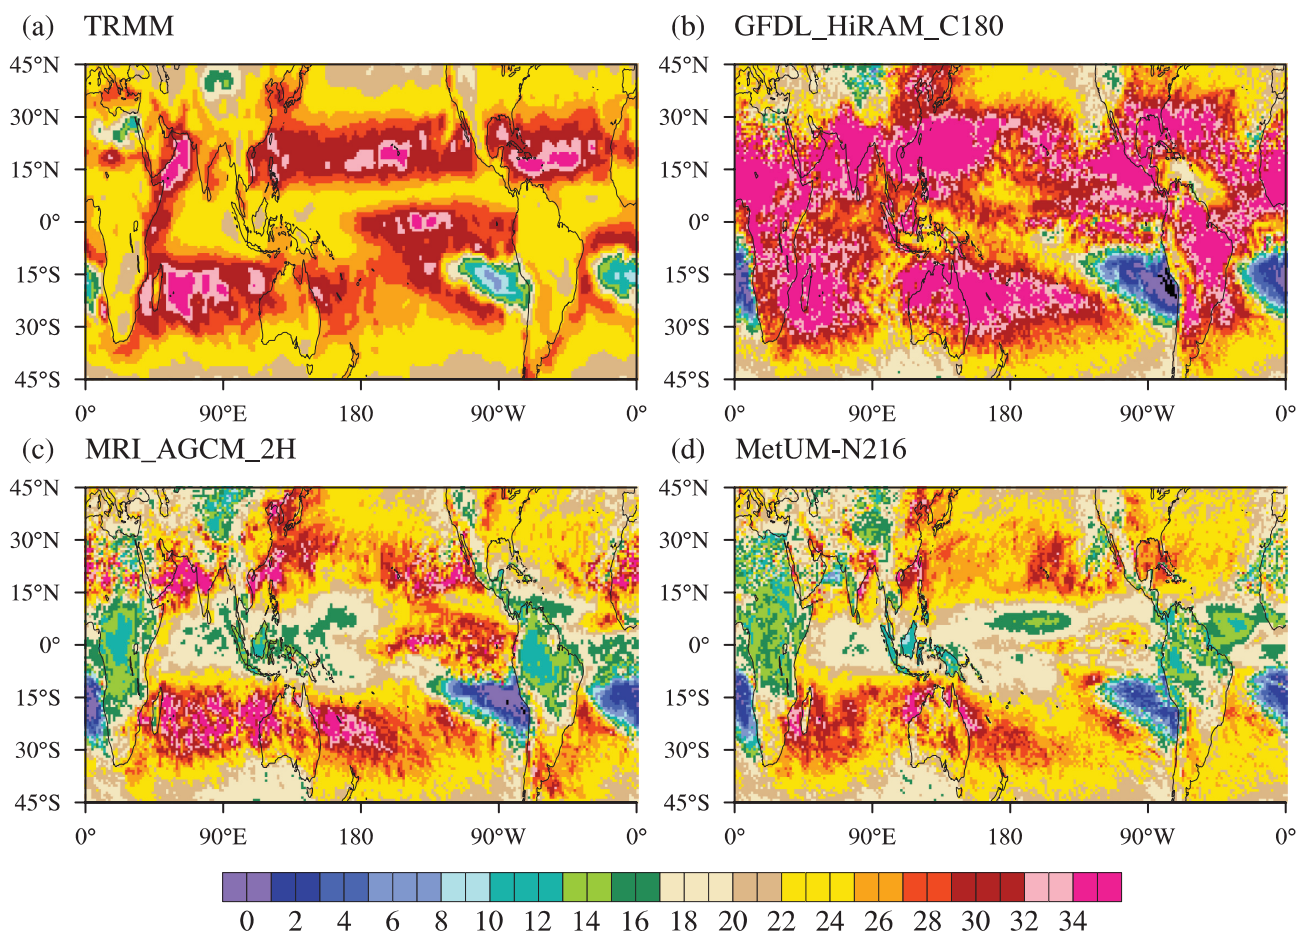 (a) TRMM
(b) GFDL_HiRAM_C180
45°N
30°N
15°N
0°
15°S
30°S
45°S
0° 90°E 180 90°W 0°
45°N
30°N
15°N
0°
15°S
30°S
45°S
0° 90°E 180 90°W 0°
(c) MRI_AGCM_2H
(d) MetUM-N216
45°N
30°N
15°N
0°
15°S
30°S
45°S
0° 90°E 180 90°W 0°
45°N
30°N
15°N
0°
15°S
30°S
45°S
0° 90°E 180 90°W 0°
0 2 4 6 8 10 12 14 16 18 20 22 24 26 28 30 32 34